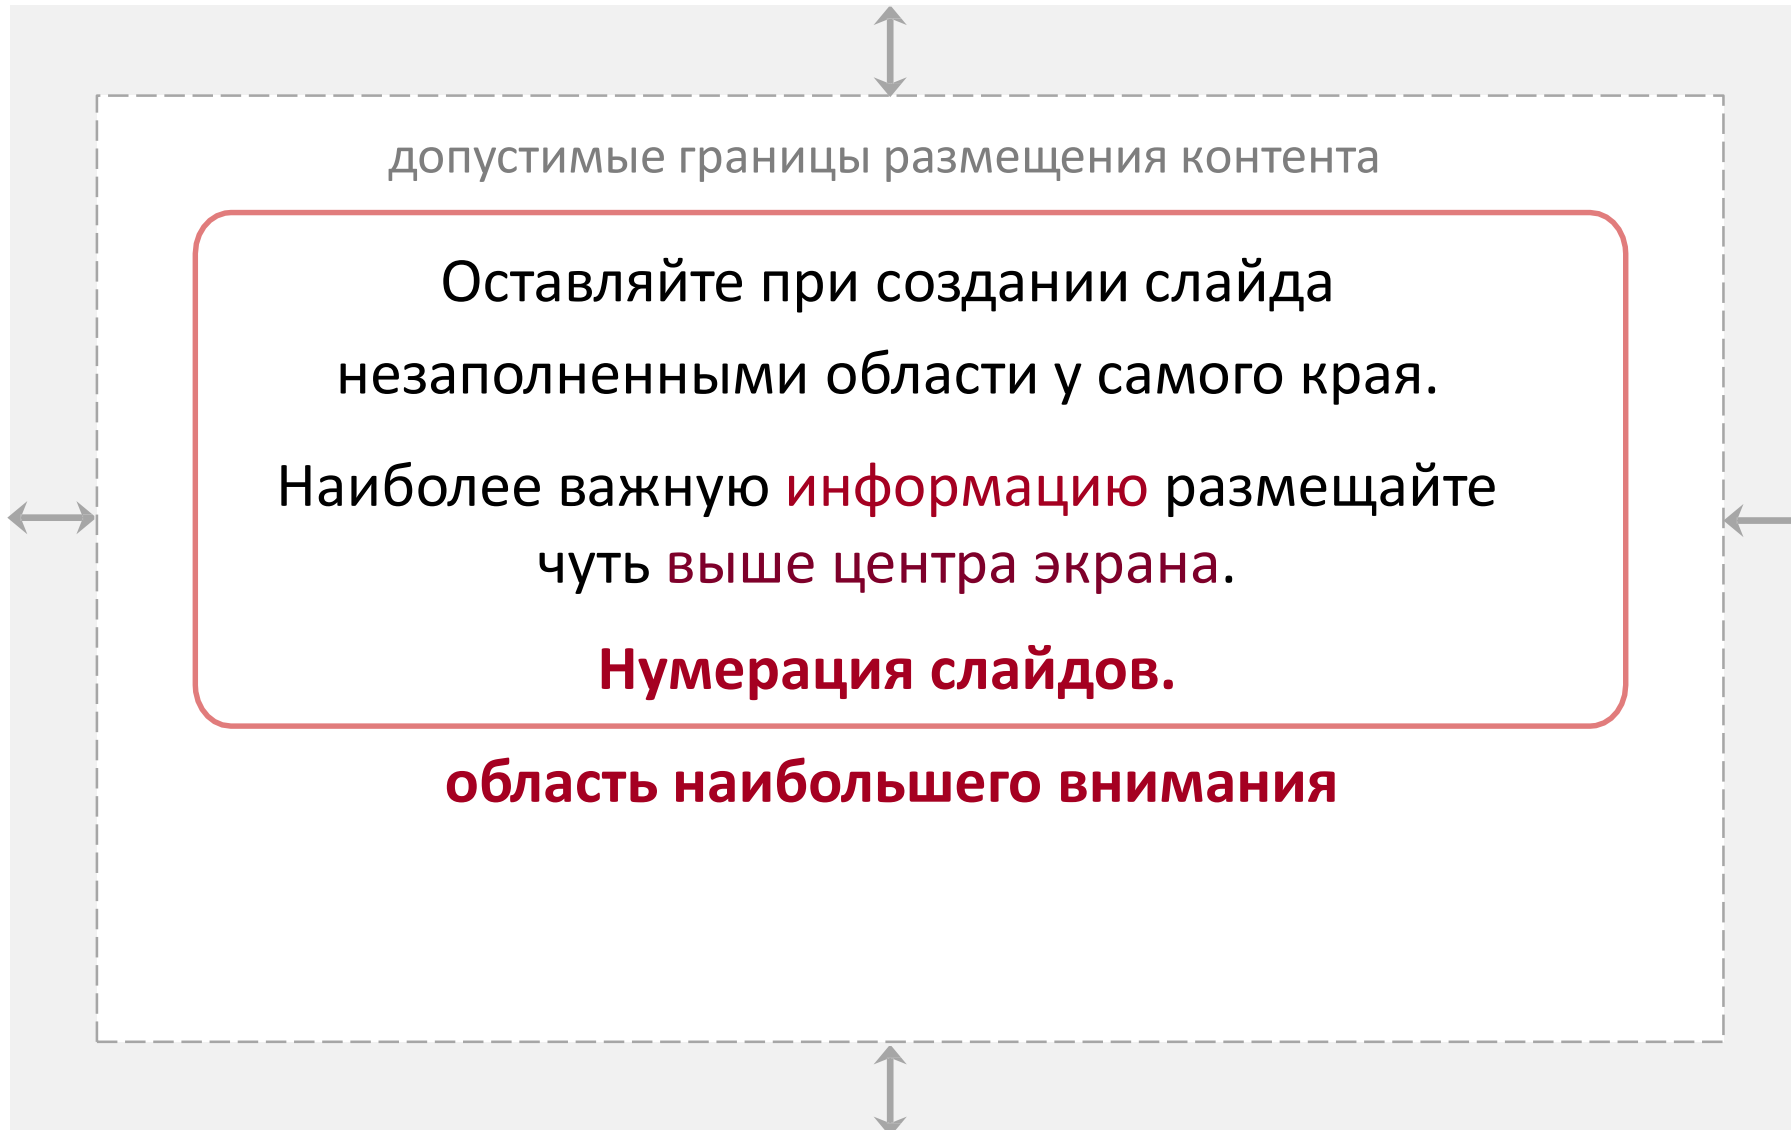 допустимые границы размещения контента
Оставляйте при создании слайда
незаполненными области у самого края.
Наиболее важную информацию размещайте
чуть выше центра экрана.
Нумерация слайдов.
область наибольшего внимания